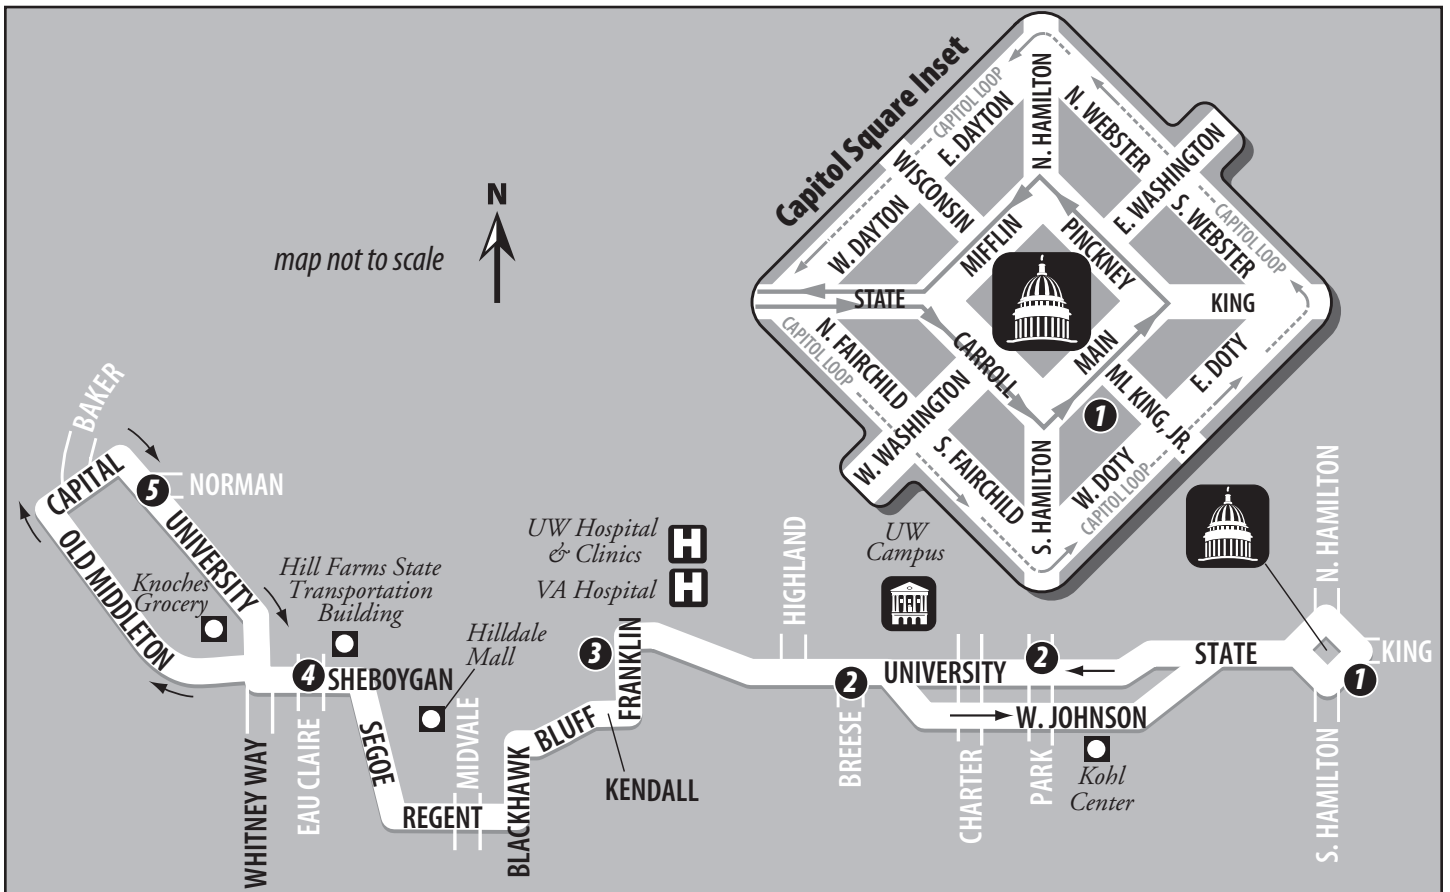 Capitol Square Inset
CAPITOL LOOP
E. DAYTON
N. HAMILTON
N. WEBSTER
E. WASHINGTON
WISCONSIN
W. DAYTON
MIFFLIN
PINCKNEY
S. WEBSTER
CAPITOL LOOP
STATE
KING
CAPITOL LOOP
N. FAIRCHILD
CARROLL
MAIN
E. DOTY
ML KING, JR.
1
W. WASHINGTON
S. FAIRCHILD
S. HAMILTON
W. DOTY
CAPITOL LOOP
N
map not to scale
BAKER
CAPITAL
5
NORMAN
UNIVERSITY
OLD MIDDLETON
Knoches
Grocery
Hill Farms State
Transportation
Building
Hilldale
Mall
UW Hospital
& Clinics
H
VA Hospital
H
HIGHLAND
UW
Campus
N. HAMILTON
4
SHEBOYGAN
3
FRANKLIN
2
UNIVERSITY
2
STATE
KING
1
WHITNEY WAY
EAU CLAIRE
SEGOE
MIDVALE
REGENT
BLACKHAWK
BLUFF
KENDALL
BREESE
W. JOHNSON
CHARTER
PARK
Kohl
Center
S. HAMILTON